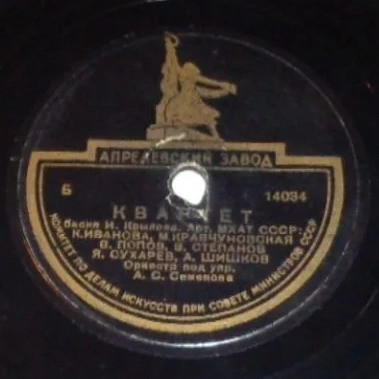 АПРЕЛЕВСКИЙ ЗАВОД
Б 14034
КВАРТЕТ
басня И. Крылова. Арт. МХАТ СССР:
К.ИВАНОВА, М.КРАВЧУНОВСКАЯ
В. ПОПОВ, В. СТЕПАНОВ
Я. СУХАРЕВ, А. ШИШКОВ
Оркестр под упр.
А. С. Семенова
КОМИТЕТ ПО ДЕЛАМ ИСКУССТВ ПРИ СОВЕТЕ МИНИСТРОВ СССР